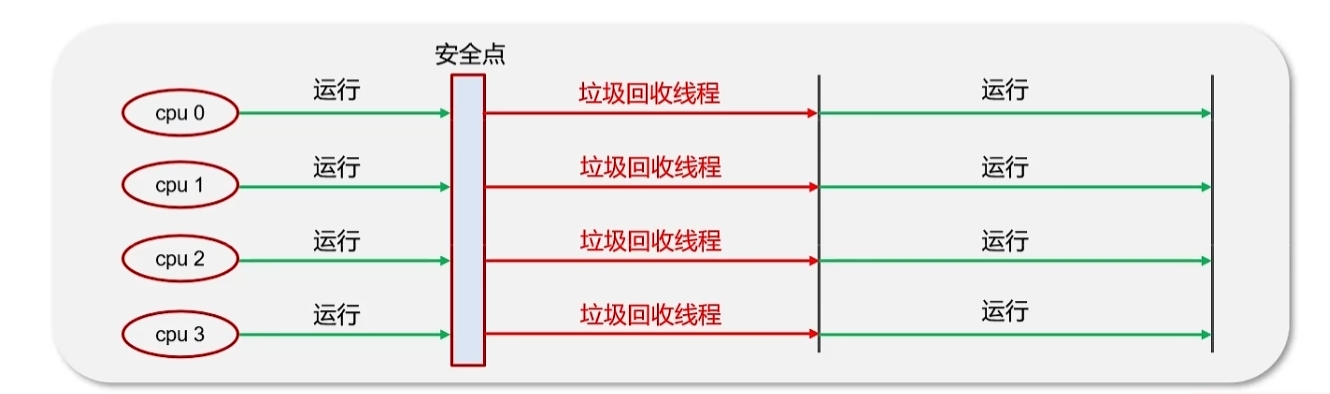 安全点
cpu 0 运行 垃圾回收线程 运行
cpu 1 运行 垃圾回收线程 运行
cpu 2 运行 垃圾回收线程 运行
cpu 3 运行 垃圾回收线程 运行